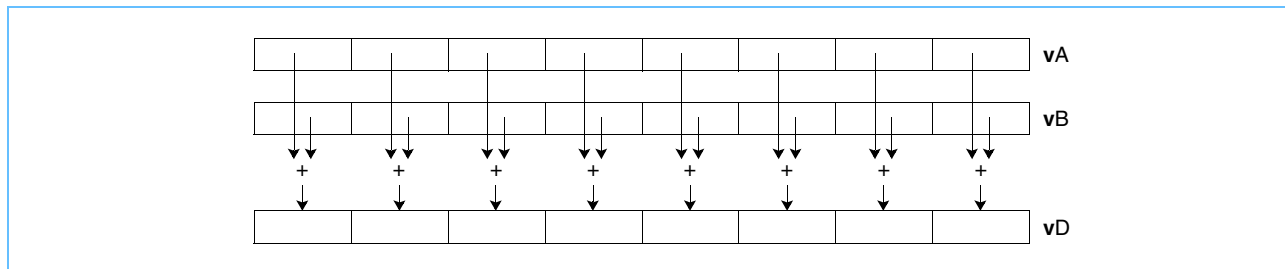 vA
vB
+ + + + + + + +
vD